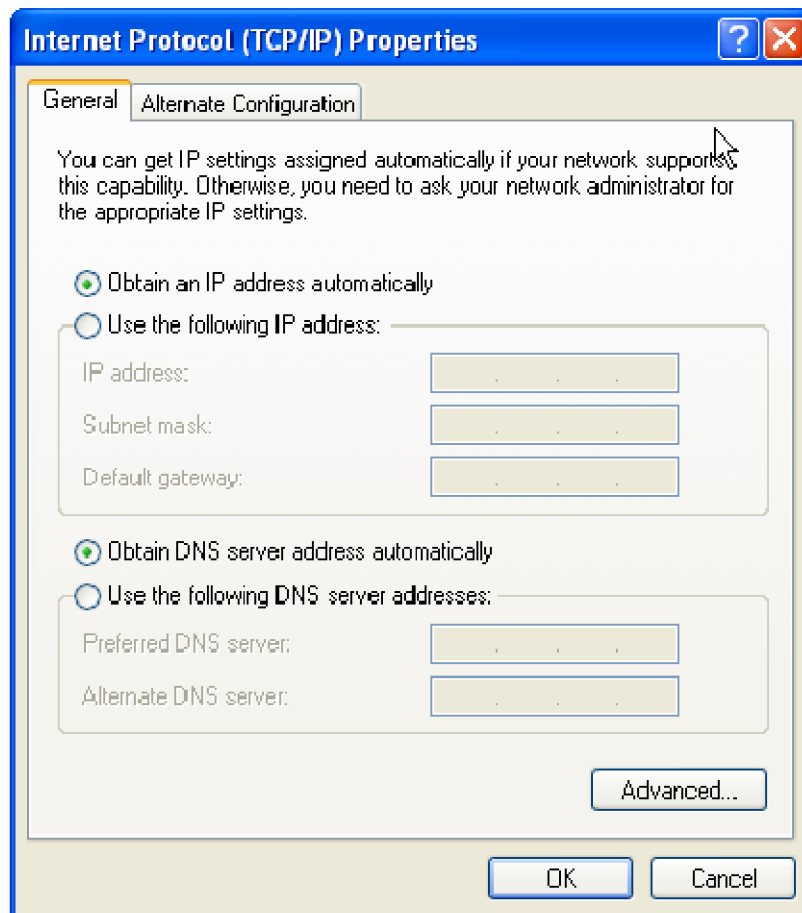 Internet Protocol (TCP/IP) Properties
General
Alternate Configuration
You can get IP settings assigned automatically if your network supports
this capability. Otherwise, you need to ask your network administrator for
the appropriate IP settings.
Obtain an IP address automatically
Use the following IP address:
IP address:
Subnet mask:
Default gateway:
Obtain DNS server address automatically
Use the following DNS server addresses:
Preferred DNS server:
Alternate DNS server:
Advanced...
OK
Cancel